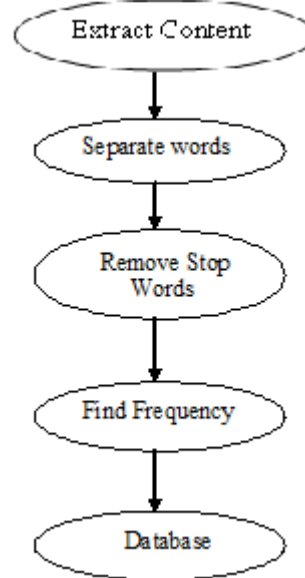 Extract Content
Separate words
Remove Stop
Words
Find Frequency
Database